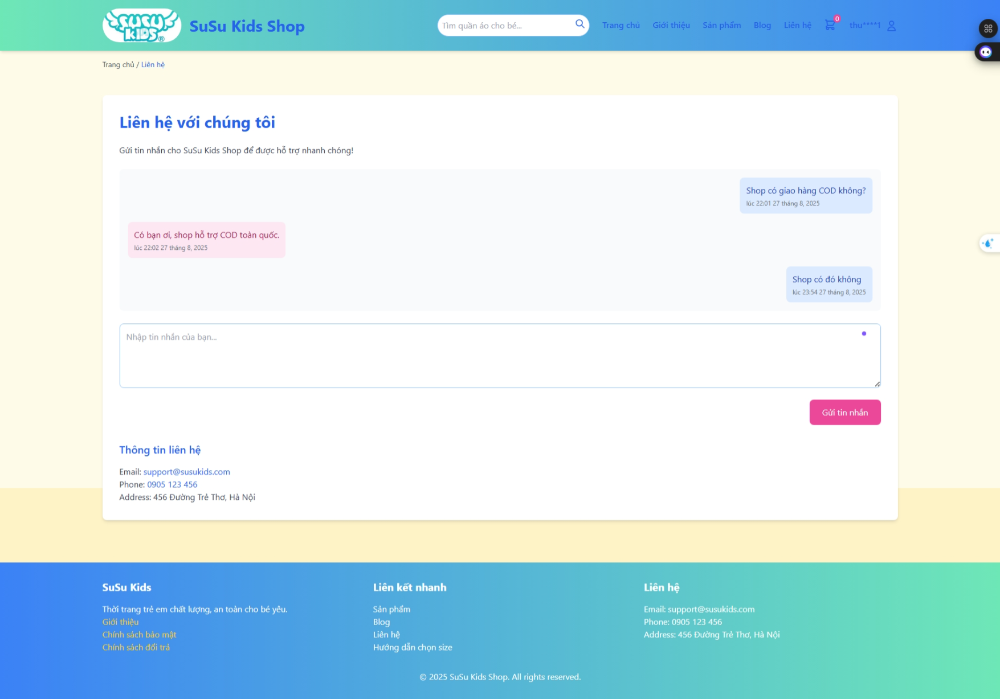 SUSU
KIDS®
SuSu Kids Shop
Tìm quần áo cho bé...
Trang chủ
Giới thiệu
Sản phẩm
Blog
Liên hệ
0
thu****1
Trang chủ / Liên hệ
Liên hệ với chúng tôi
Gửi tin nhắn cho SuSu Kids Shop để được hỗ trợ nhanh chóng!
Shop có giao hàng COD không?
lúc 22:01 27 tháng 8, 2025
Có bạn ơi, shop hỗ trợ COD toàn quốc.
lúc 22:02 27 tháng 8, 2025
Shop có đó không
lúc 23:54 27 tháng 8, 2025
Nhập tin nhắn của bạn...
Gửi tin nhắn
Thông tin liên hệ
Email: support@susukids.com
Phone: 0905 123 456
Address: 456 Đường Trẻ Thơ, Hà Nội
SuSu Kids
Thời trang trẻ em chất lượng, an toàn cho bé yêu.
Giới thiệu
Chính sách bảo mật
Chính sách đổi trả
Liên kết nhanh
Sản phẩm
Blog
Liên hệ
Hướng dẫn chọn size
Liên hệ
Email: support@susukids.com
Phone: 0905 123 456
Address: 456 Đường Trẻ Thơ, Hà Nội
© 2025 SuSu Kids Shop. All rights reserved.